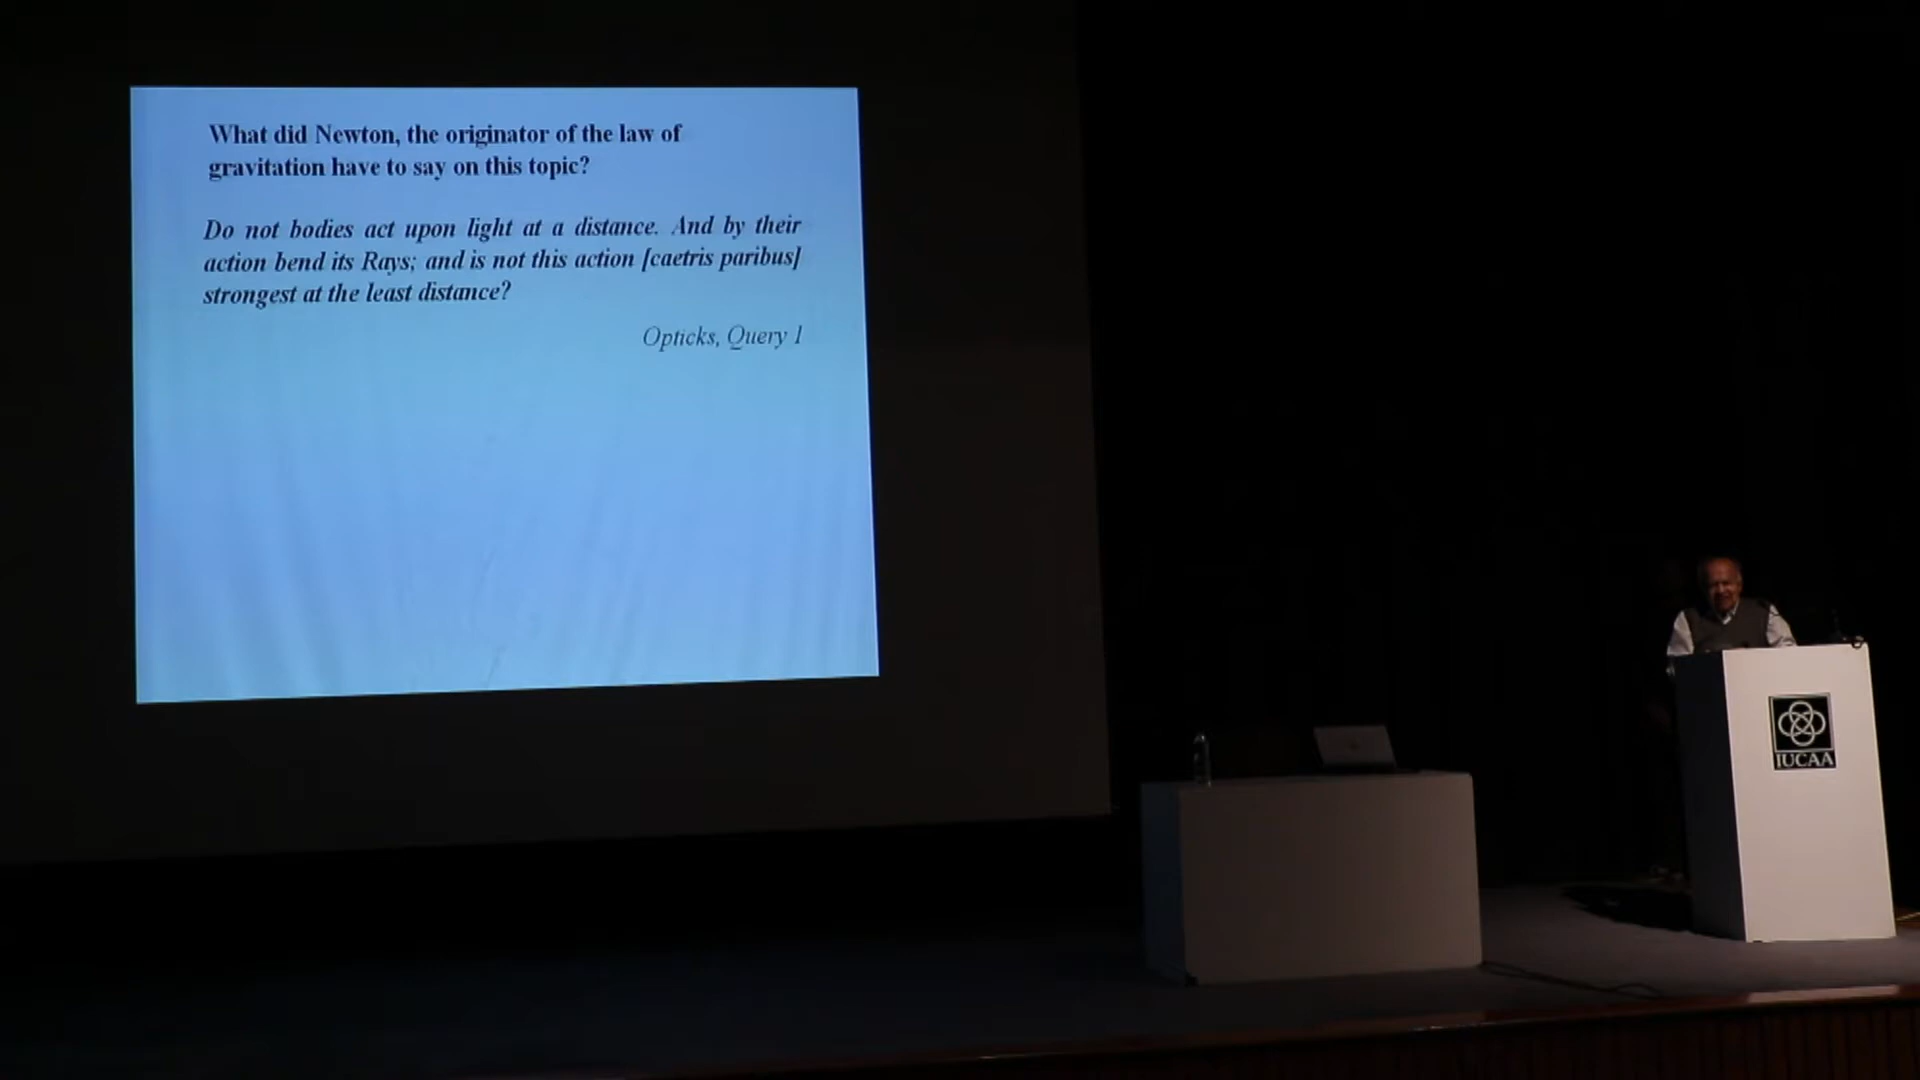 What did Newton, the originator of the law of
gravitation have to say on this topic?
Do not bodies act upon light at a distance. And by their
action bend its Rays; and is not this action [caetris paribus]
strongest at the least distance?
Opticks, Query 1
IUCAA